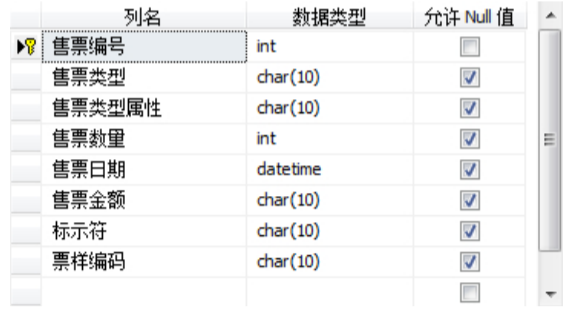 列名 数据类型 允许 Null 值
售票编号 int
售票类型 char(10)
售票类型属性 char(10)
售票数量 int
售票日期 datetime
售票金额 char(10)
标示符 char(10)
票样编码 char(10)